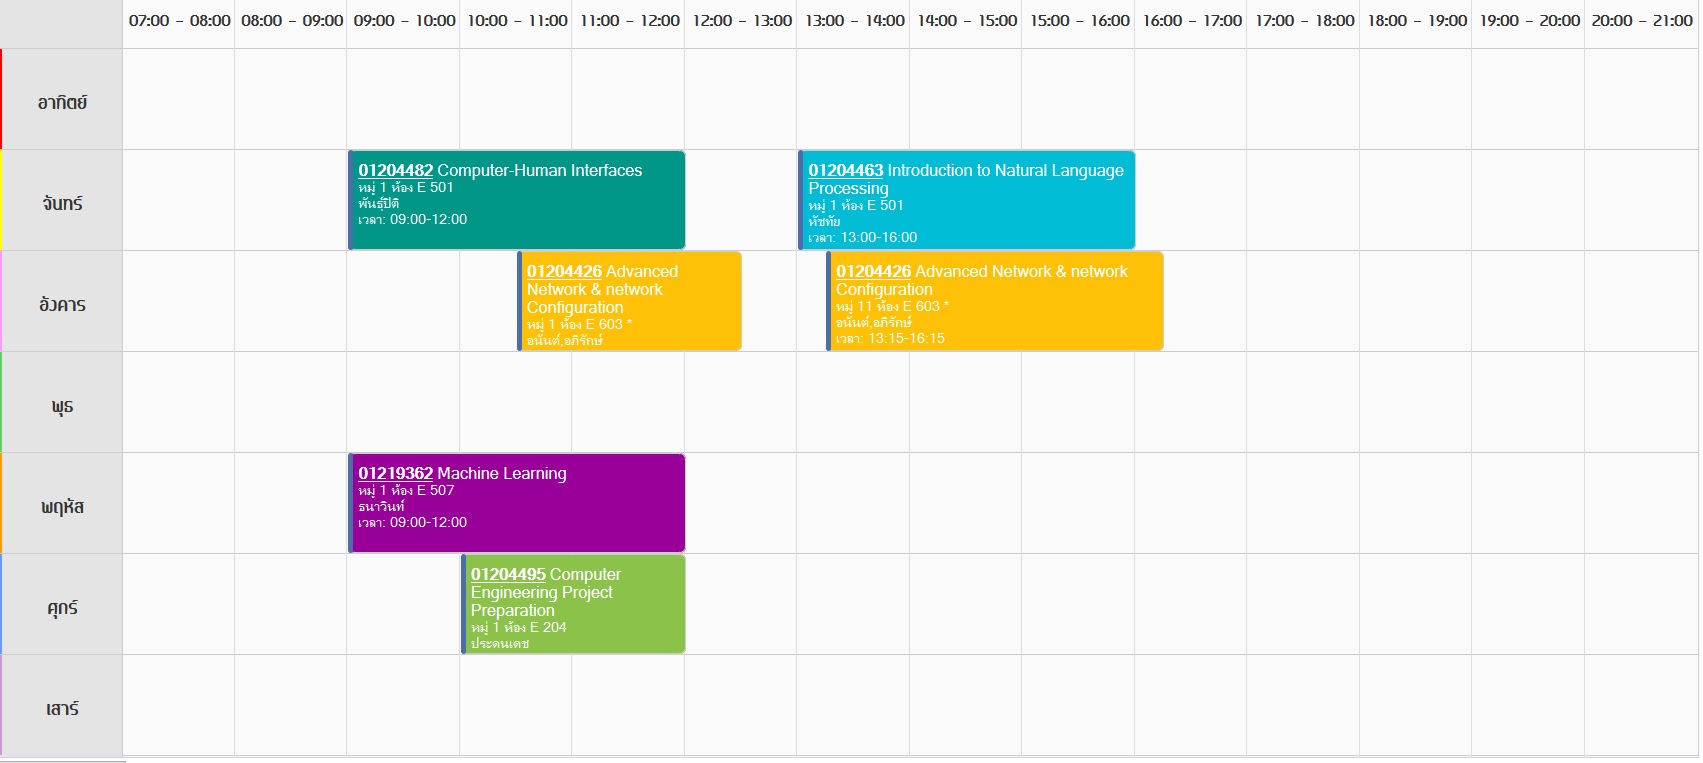 07:00 - 08:00 08:00 - 09:00 09:00 - 10:00 10:00 - 11:00 11:00 - 12:00 12:00 - 13:00 13:00 - 14:00 14:00 - 15:00 15:00 - 16:00 16:00 - 17:00 17:00 - 18:00 18:00 - 19:00 19:00 - 20:00 20:00 - 21:00
อาทิตย์
จันทร์
01204482 Computer-Human Interfaces
หมู่ 1 ห้อง E 501
พันธุ์ปิติ
เวลา: 09:00-12:00
01204463 Introduction to Natural Language
Processing
หมู่ 1 ห้อง E 501
หัชทัย
เวลา: 13:00-16:00
อังคาร
01204426 Advanced
Network & network
Configuration
หมู่ 1 ห้อง E 603 *
อนันต์,อภิรักษ์
01204426 Advanced Network & network
Configuration
หมู่ 11 ห้อง E 603 *
อนันต์,อภิรักษ์
เวลา: 13:15-16:15
พุธ
พฤหัส
01219362 Machine Learning
หมู่ 1 ห้อง E 507
ธนาวินท์
เวลา: 09:00-12:00
ศุกร์
01204495 Computer
Engineering Project
Preparation
หมู่ 1 ห้อง E 204
ประดนเดช
เสาร์